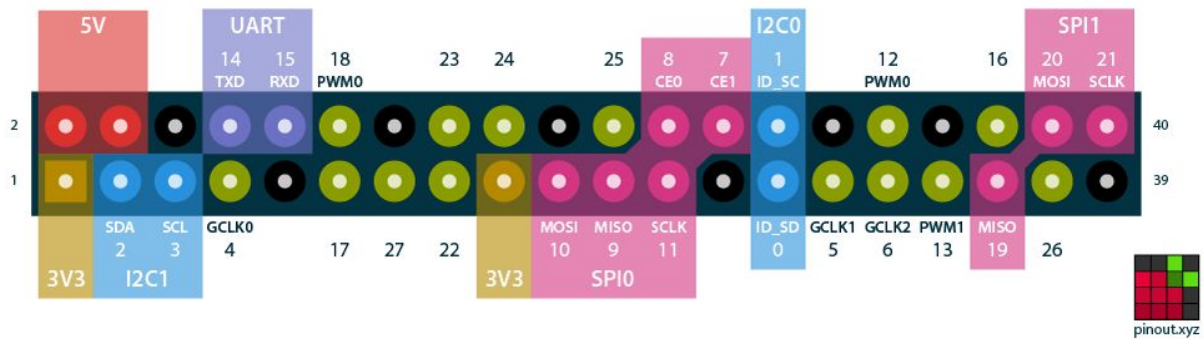 5V UART I2C0 SPI1
14 15 18 23 24 25 8 7 1 12 16 20 21
TXD RXD PWM0 CE0 CE1 ID_SC PWM0 MOSI SCLK
2 40
1 39
SDA SCL GCLK0 MOSI MISO SCLK ID_SD GCLK1 GCLK2 PWM1 MISO
2 3 4 17 27 22 10 9 11 0 5 6 13 19 26
3V3 I2C1 3V3 SPI0
pinout.xyz